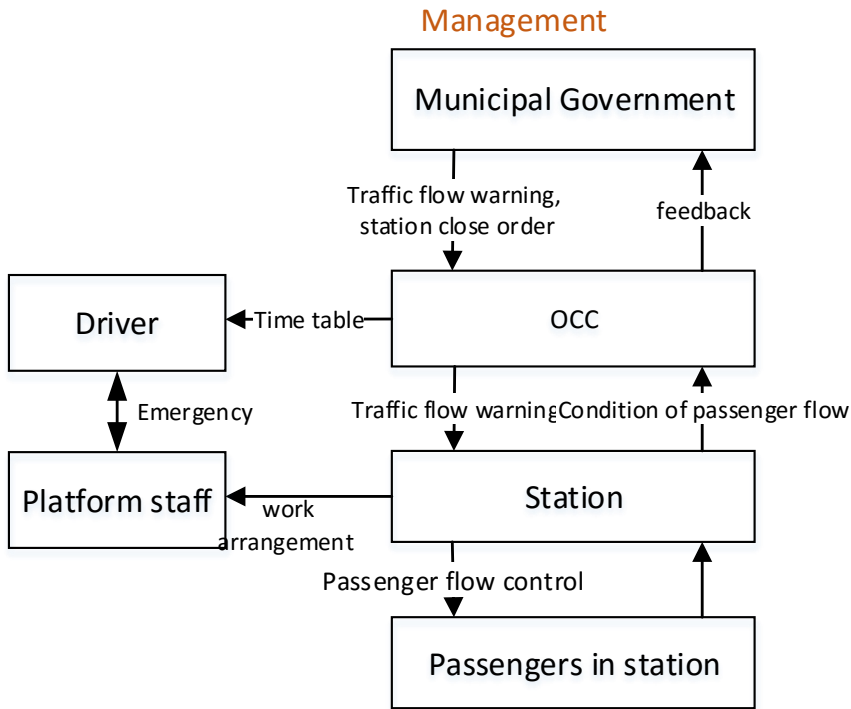 Management
Municipal Government
Traffic flow warning,
station close order
feedback
Driver
Time table
OCC
Emergency
Traffic flow warning
Condition of passenger flow
Platform staff
work
arrangement
Station
Passenger flow control
Passengers in station